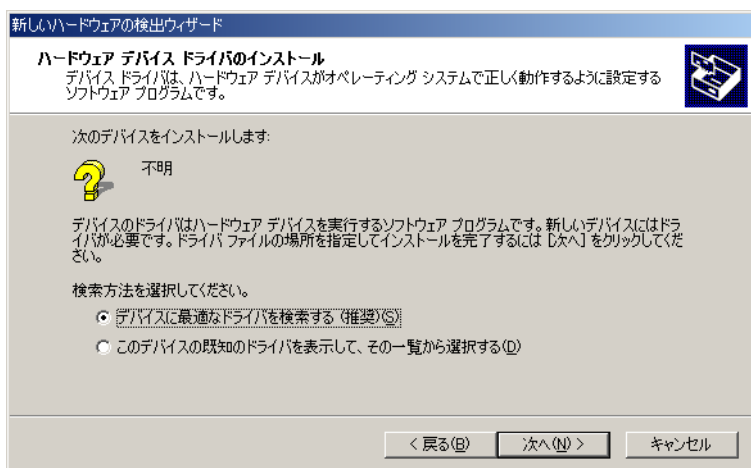 新しいハードウェアの検出ウィザード
ハードウェア デバイス ドライバのインストール
デバイス ドライバは、ハードウェア デバイスがオペレーティング システムで正しく動作するように設定する
ソフトウェア プログラムです。
次のデバイスをインストールします:
不明
デバイスのドライバはハードウェア デバイスを実行するソフトウェア プログラムです。新しいデバイスにはドラ
イバが必要です。ドライバ ファイルの場所を指定してインストールを完了するには [次へ] をクリックしてくだ
さい。
検索方法を選択してください。
デバイスに最適なドライバを検索する (推奨)(S)
このデバイスの既知のドライバを表示して、その一覧から選択する(D)
< 戻る(B) 次へ(N) > キャンセル